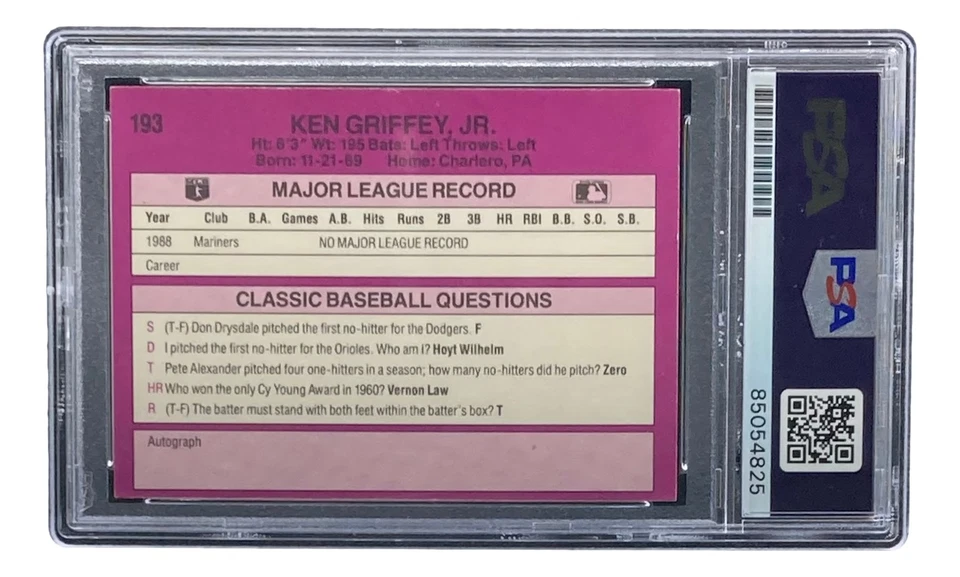 193
KEN GRIFFEY, JR.
Ht: 6'3" Wt: 195 Bats: Left Throws: Left
Born: 11-21-69 Home: Charlero, PA
MAJOR LEAGUE RECORD
Year Club B.A. Games A.B. Hits Runs 2B 3B HR RBI B.B. S.O. S.B.
1988 Mariners NO MAJOR LEAGUE RECORD
Career
CLASSIC BASEBALL QUESTIONS
S (T-F) Don Drysdale pitched the first no-hitter for the Dodgers. F
D I pitched the first no-hitter for the Orioles. Who am I? Hoyt Wilhelm
T Pete Alexander pitched four one-hitters in a season; how many no-hitters did he pitch? Zero
HR Who won the only Cy Young Award in 1960? Vernon Law
R (T-F) The batter must stand with both feet within the batter's box? T
Autograph
PSA
PSA
85054825